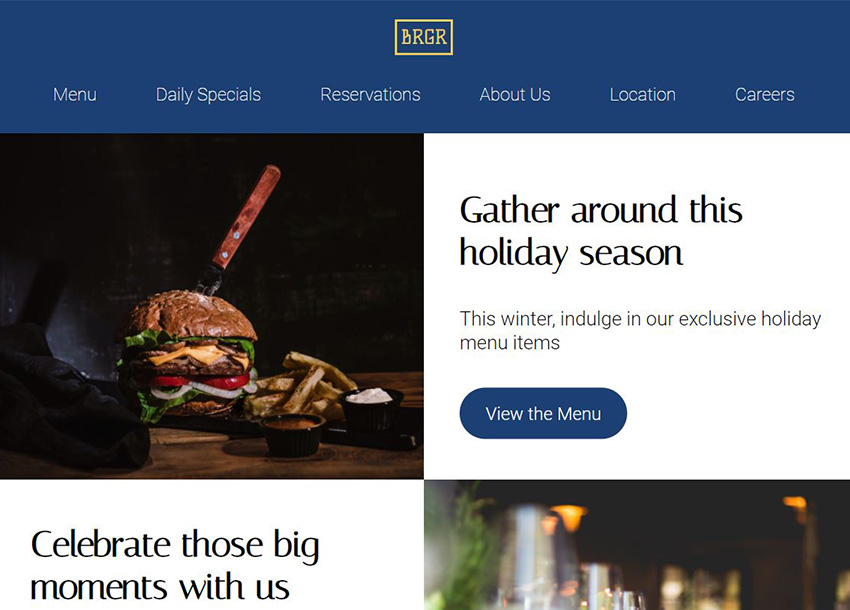 BRGR
Menu Daily Specials Reservations About Us Location Careers
Gather around this
holiday season
This winter, indulge in our exclusive holiday
menu items
View the Menu
Celebrate those big
moments with us